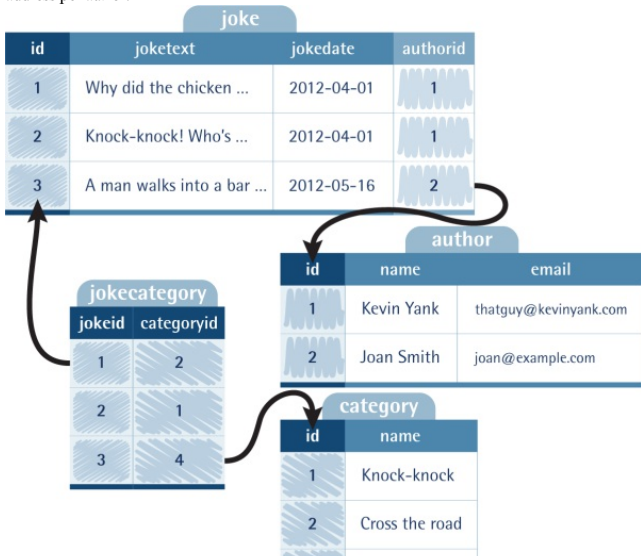 joke
id joketext jokedate authorid
1 Why did the chicken ... 2012-04-01 1
2 Knock-knock! Who's ... 2012-04-01 1
3 A man walks into a bar ... 2012-05-16 2
author
id name email
1 Kevin Yank thatguy@kevinyank.com
2 Joan Smith joan@example.com
jokecategory
jokeid categoryid
1 2
2 1
3 4
category
id name
1 Knock-knock
2 Cross the road